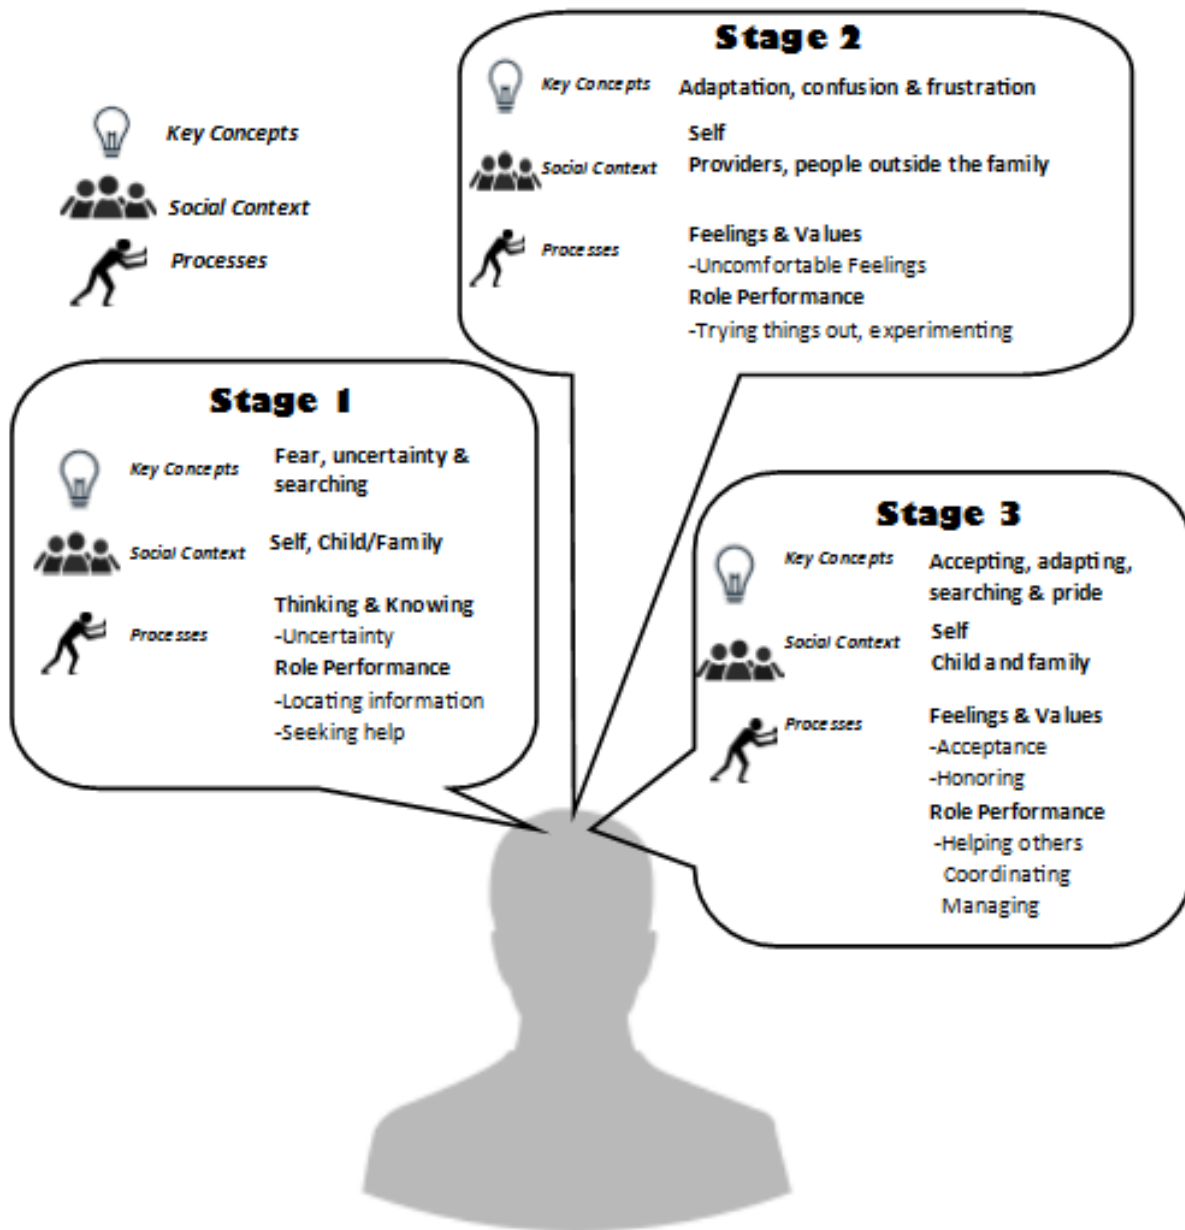 Key Concepts
Social Context
Processes
Stage 1
Key Concepts
Fear, uncertainty &
searching
Social Context
Self, Child/Family
Processes
Thinking & Knowing
-Uncertainty
Role Performance
-Locating information
-Seeking help
Stage 2
Key Concepts
Adaptation, confusion & frustration
Social Context
Self
Providers, people outside the family
Processes
Feelings & Values
-Uncomfortable Feelings
Role Performance
-Trying things out, experimenting
Stage 3
Key Concepts
Accepting, adapting,
searching & pride
Social Context
Self
Child and family
Processes
Feelings & Values
-Acceptance
-Honoring
Role Performance
-Helping others
Coordinating
Managing